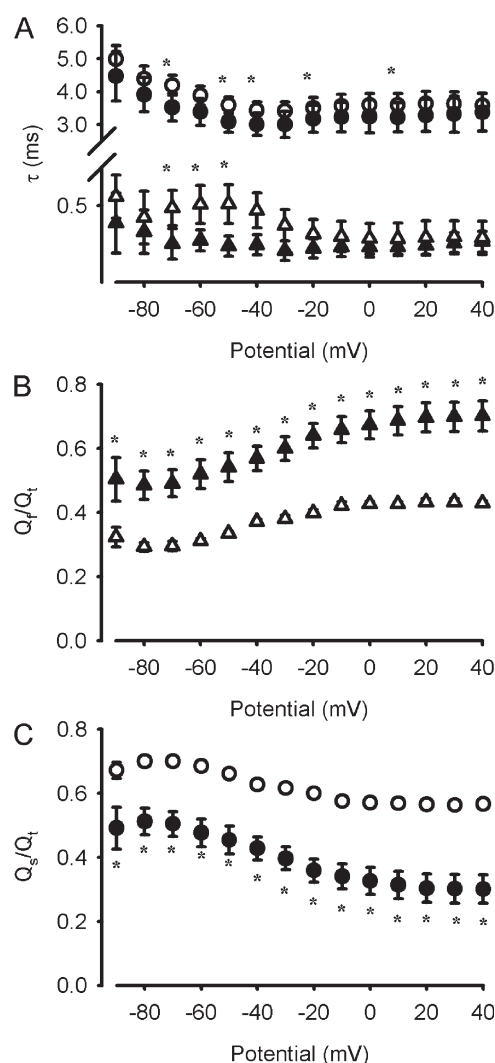 A
6.0
*
5.0
* *
*
*
4.0
3.0
τ (ms)
* * *
0.5
-80 -60 -40 -20 0 20 40
Potential (mV)
B
0.8
* * * * * * * * * * * * * *
0.6
Qf/Qt
0.4
0.2
0.0
-80 -60 -40 -20 0 20 40
Potential (mV)
C
0.8
0.6
Qs/Qt
0.4
* * * * * * * * * * * * * *
0.2
0.0
-80 -60 -40 -20 0 20 40
Potential (mV)